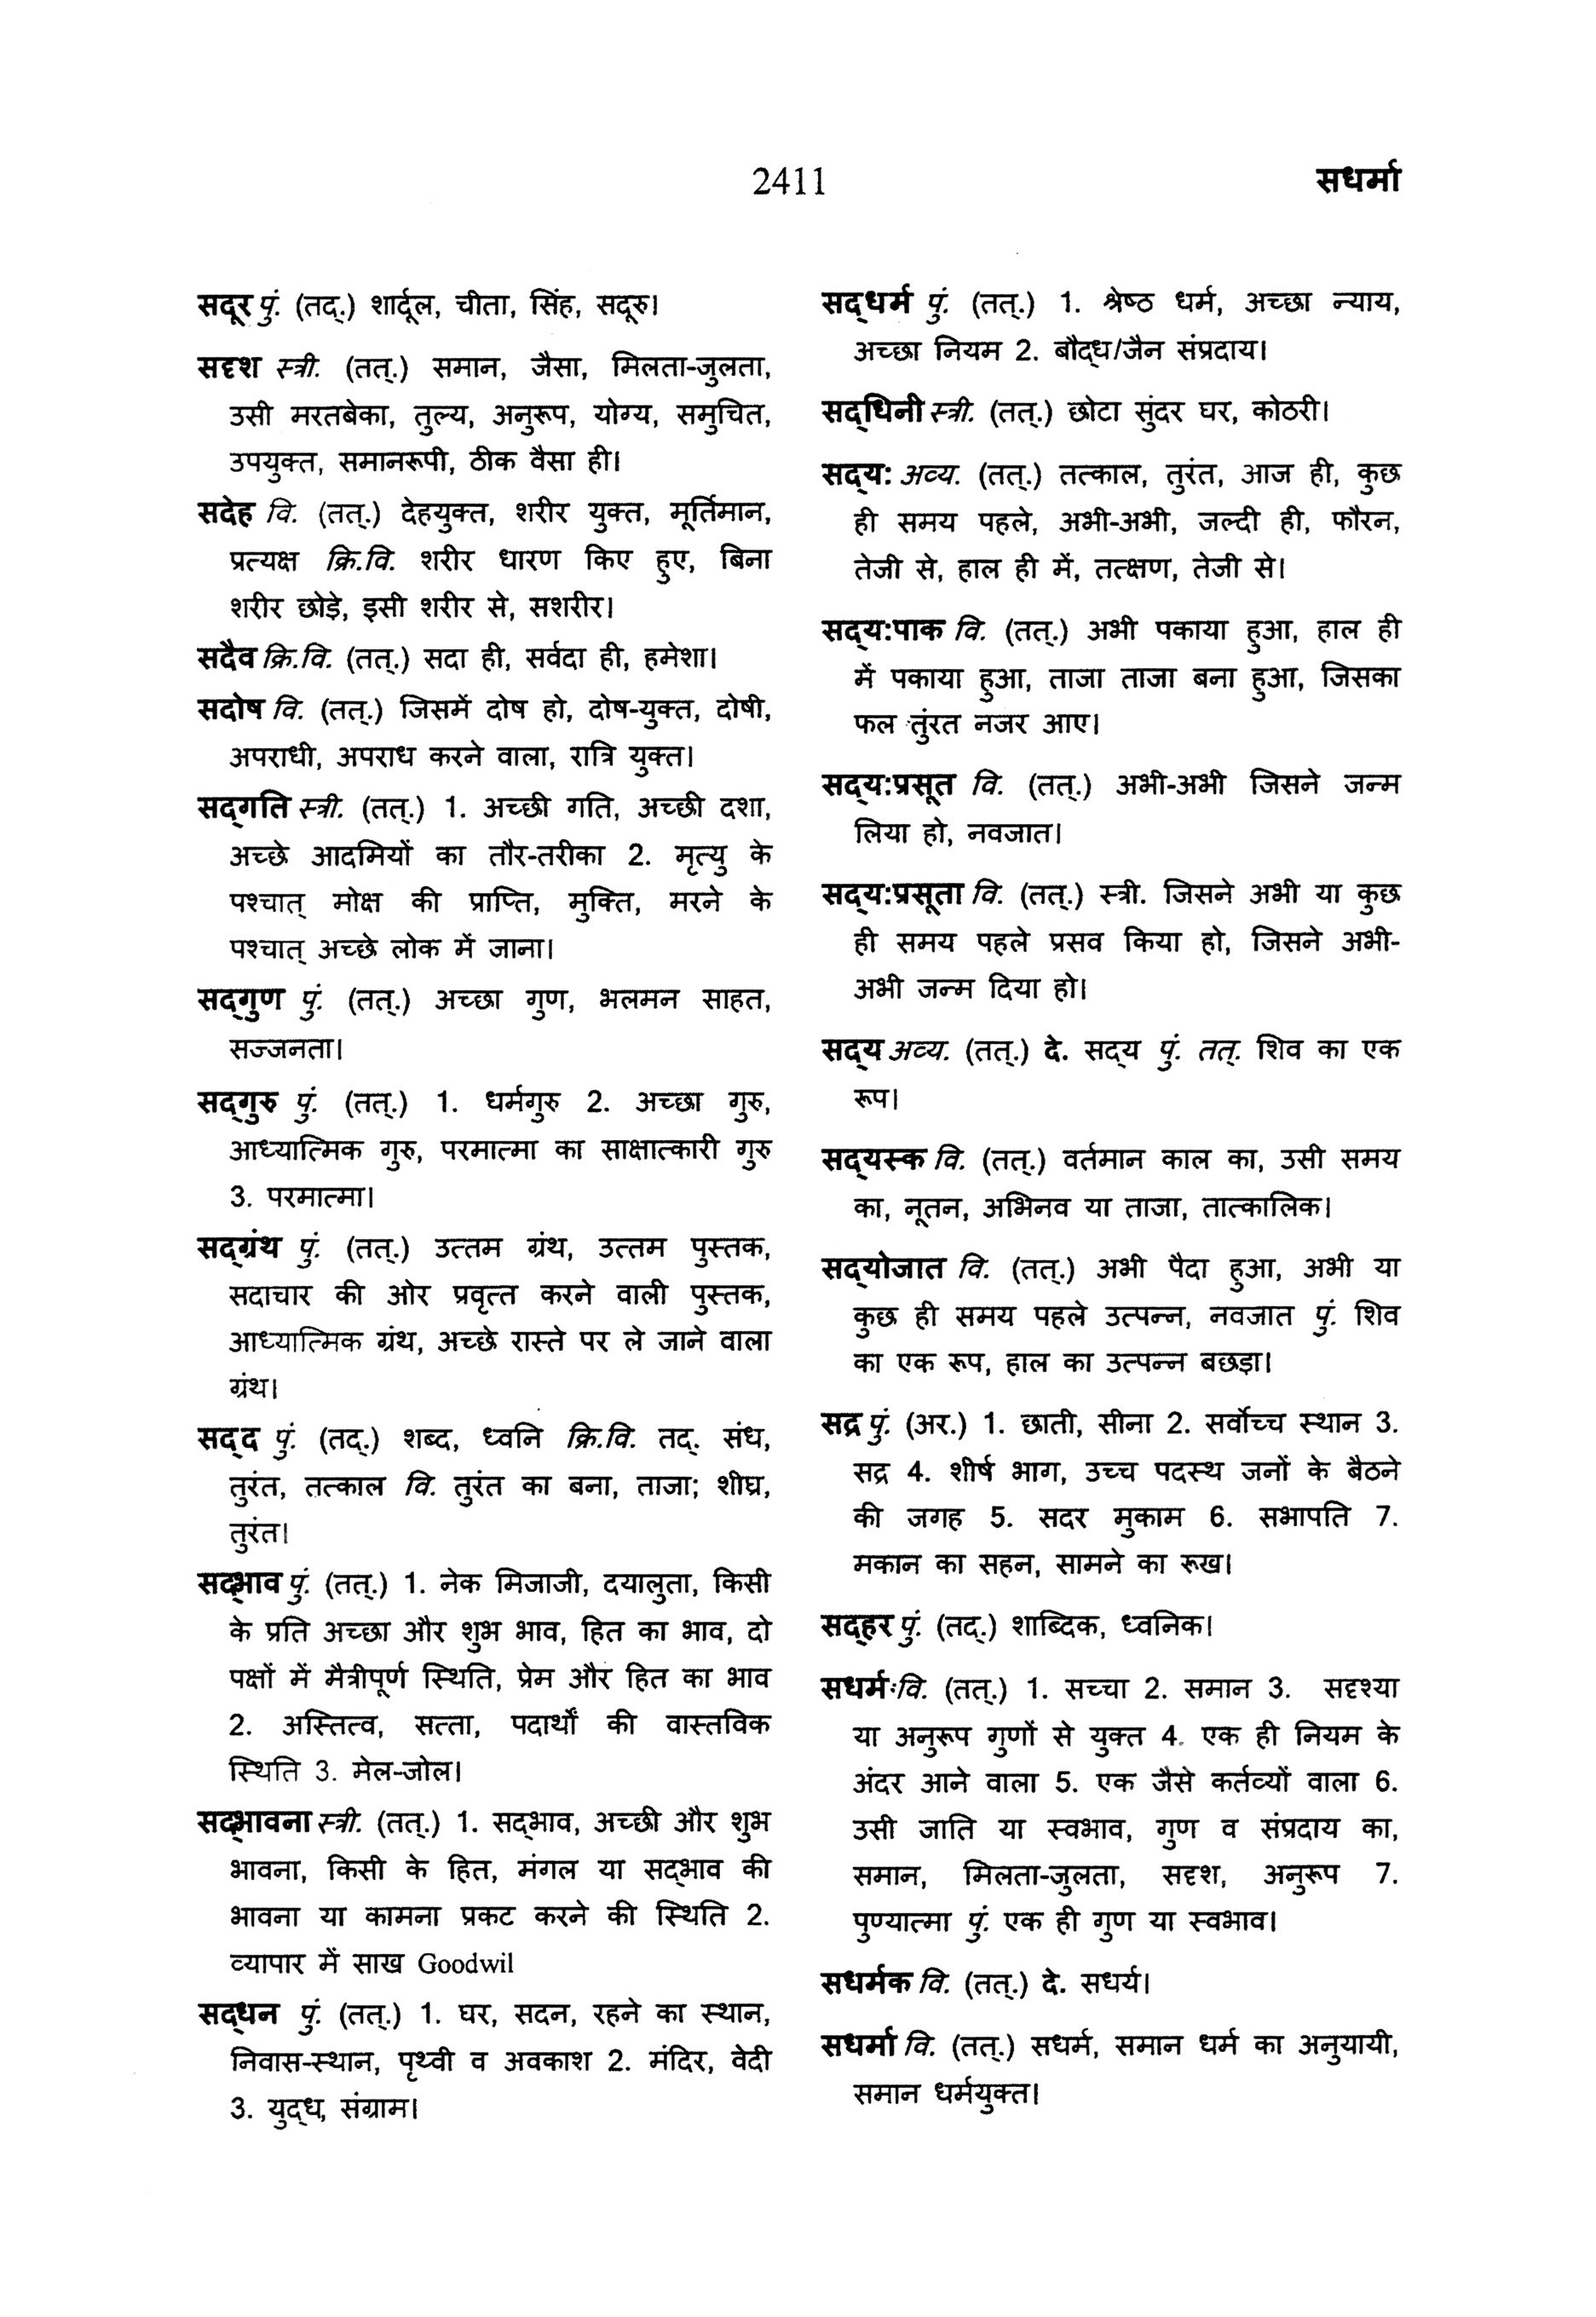 2411
सधर्मा
सदूर पुं. (तद्.) शार्दूल, चीता, सिंह, सदूरु।
सदृश स्त्री. (तत्.) समान, जैसा, मिलता-जुलता,
उसी मरतबेका, तुल्य, अनुरूप, योग्य, समुचित,
उपयुक्त, समानरूपी, ठीक वैसा ही।
सदेह वि. (तत्.) देहयुक्त, शरीर युक्त, मूर्तिमान,
प्रत्यक्ष क्रि.वि. शरीर धारण किए हुए, बिना
शरीर छोड़े, इसी शरीर से, सशरीर।
सदैव क्रि.वि. (तत्.) सदा ही, सर्वदा ही, हमेशा।
सदोष वि. (तत्.) जिसमें दोष हो, दोष-युक्त, दोषी,
अपराधी, अपराध करने वाला, रात्रि युक्त।
सद्‌गति स्त्री. (तत्.) 1. अच्छी गति, अच्छी दशा,
अच्छे आदमियों का तौर-तरीका 2. मृत्यु के
पश्चात् मोक्ष की प्राप्ति, मुक्ति, मरने के
पश्चात् अच्छे लोक में जाना।
सद्‌गुण पुं. (तत्.) अच्छा गुण, भलमन साहत,
सज्जनता।
सद्‌गुरु पुं. (तत्.) 1. धर्मगुरु 2. अच्छा गुरु,
आध्यात्मिक गुरु, परमात्मा का साक्षात्कारी गुरु
3. परमात्मा।
सद्‌ग्रंथ पुं. (तत्.) उत्तम ग्रंथ, उत्तम पुस्तक,
सदाचार की ओर प्रवृत्त करने वाली पुस्तक,
आध्यात्मिक ग्रंथ, अच्छे रास्ते पर ले जाने वाला
ग्रंथ।
सद्‌द पुं. (तद्.) शब्द, ध्वनि क्रि.वि. तद्. संध,
तुरंत, तत्काल वि. तुरंत का बना, ताजा; शीघ्र,
तुरंत।
सद्‌भाव पुं. (तत्.) 1. नेक मिजाजी, दयालुता, किसी
के प्रति अच्छा और शुभ भाव, हित का भाव, दो
पक्षों में मैत्रीपूर्ण स्थिति, प्रेम और हित का भाव
2. अस्तित्व, सत्ता, पदार्थों की वास्तविक
स्थिति 3. मेल-जोल।
सद्‌भावना स्त्री. (तत्.) 1. सद्‌भाव, अच्छी और शुभ
भावना, किसी के हित, मंगल या सद्‌भाव की
भावना या कामना प्रकट करने की स्थिति 2.
व्यापार में साख Goodwil
सद्‌धन पुं. (तत्.) 1. घर, सदन, रहने का स्थान,
निवास-स्थान, पृथ्वी व अवकाश 2. मंदिर, वेदी
3. युद्‌ध, संग्राम।
सद्‌धर्म पुं. (तत्.) 1. श्रेष्ठ धर्म, अच्छा न्याय,
अच्छा नियम 2. बौद्‌ध/जैन संप्रदाय।
सद्‌धिनी स्त्री. (तत्.) छोटा सुंदर घर, कोठरी।
सद्‌यः अव्य. (तत्.) तत्काल, तुरंत, आज ही, कुछ
ही समय पहले, अभी-अभी, जल्दी ही, फौरन,
तेजी से, हाल ही में, तत्क्षण, तेजी से।
सद्‌यःपाक वि. (तत्.) अभी पकाया हुआ, हाल ही
में पकाया हुआ, ताजा ताजा बना हुआ, जिसका
फल तुंरत नजर आए।
सद्‌यःप्रसूत वि. (तत्.) अभी-अभी जिसने जन्म
लिया हो, नवजात।
सद्‌यःप्रसूता वि. (तत्.) स्त्री. जिसने अभी या कुछ
ही समय पहले प्रसव किया हो, जिसने अभी-
अभी जन्म दिया हो।
सद्‌य अव्य. (तत्.) दे. सद्‌य पुं. तत्. शिव का एक
रूप।
सद्‌यस्क वि. (तत्.) वर्तमान काल का, उसी समय
का, नूतन, अभिनव या ताजा, तात्कालिक।
सद्‌योजात वि. (तत्.) अभी पैदा हुआ, अभी या
कुछ ही समय पहले उत्पन्न, नवजात पुं. शिव
का एक रूप, हाल का उत्पन्न बछड़ा।
सद्र पुं. (अर.) 1. छाती, सीना 2. सर्वोच्च स्थान 3.
सद्र 4. शीर्ष भाग, उच्च पदस्थ जनों के बैठने
की जगह 5. सदर मुकाम 6. सभापति 7.
मकान का सहन, सामने का रूख।
सद्‌हर पुं. (तद्.) शाब्दिक, ध्वनिक।
सधर्म वि. (तत्.) 1. सच्चा 2. समान 3. सदृश्या
या अनुरूप गुणों से युक्त 4. एक ही नियम के
अंदर आने वाला 5. एक जैसे कर्तव्यों वाला 6.
उसी जाति या स्वभाव, गुण व संप्रदाय का,
समान, मिलता-जुलता, सदृश, अनुरूप 7.
पुण्यात्मा पुं. एक ही गुण या स्वभाव।
सधर्मक वि. (तत्.) दे. सधर्य।
सधर्मा वि. (तत्.) सधर्म, समान धर्म का अनुयायी,
समान धर्मयुक्त।